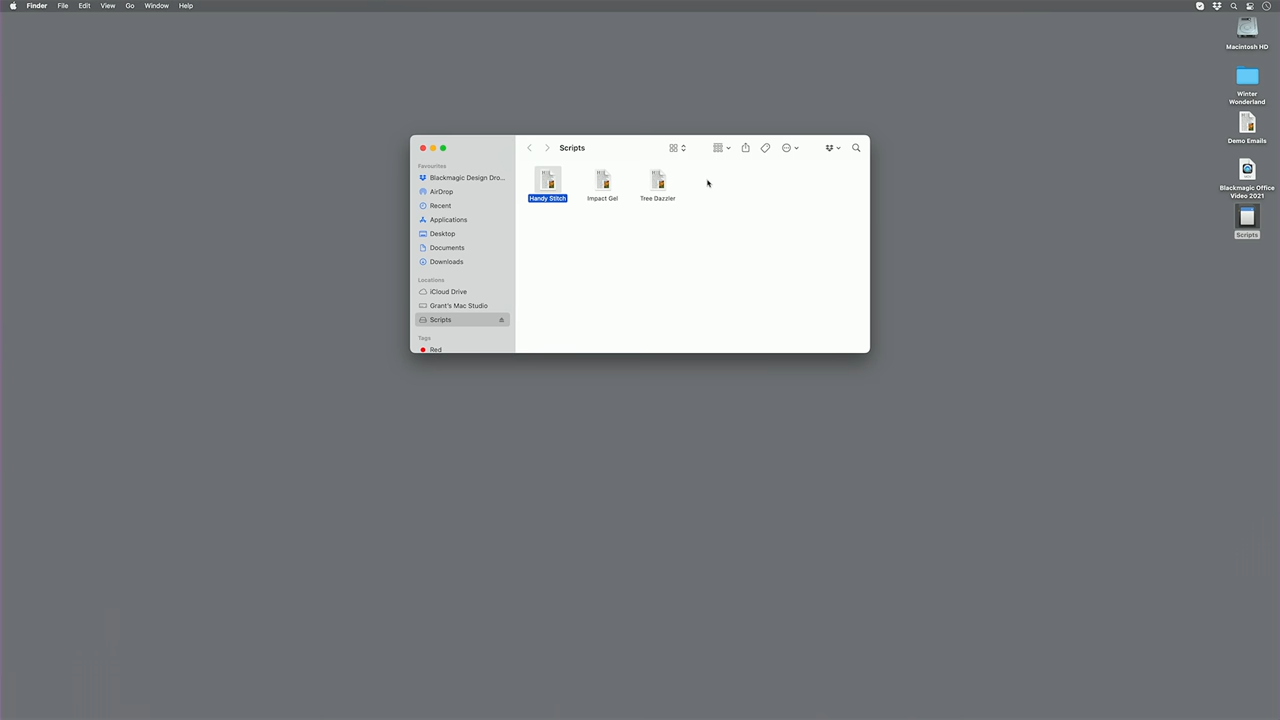 Finder File Edit View Go Window Help
Macintosh HD
Winter
Wonderland
Demo Emails
Blackmagic Office
Video 2021
Scripts
Scripts
Favourites
Blackmagic Design Dro...
AirDrop
Recent
Applications
Desktop
Documents
Downloads
Locations
iCloud Drive
Grant's Mac Studio
Scripts
Tags
Red
Handy Stitch Impact Gel Tree Dazzler